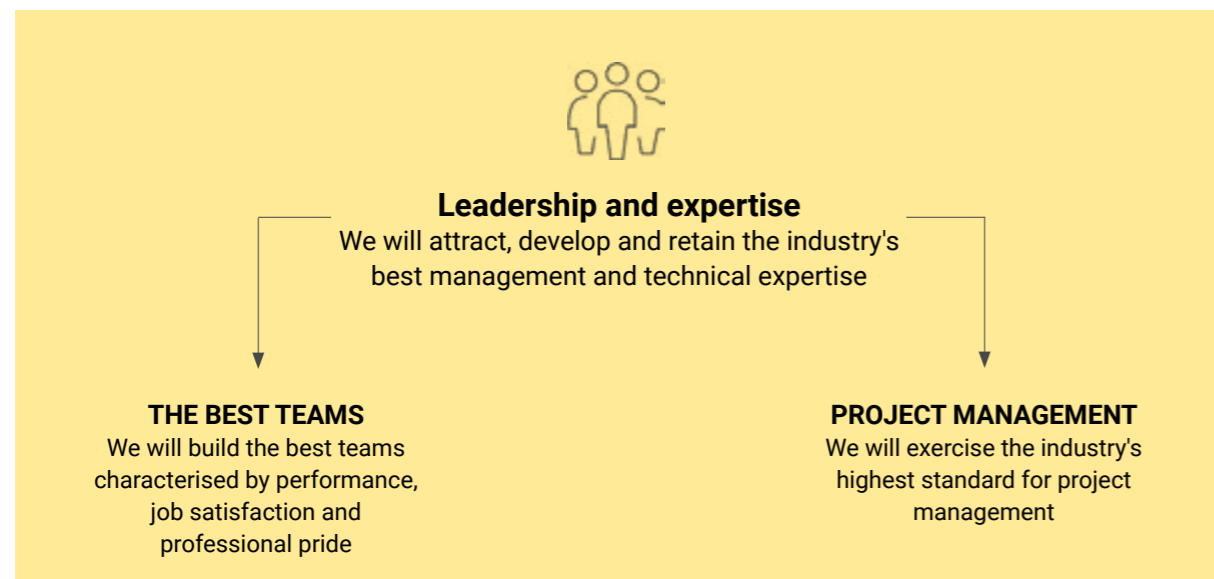 Leadership and expertise
We will attract, develop and retain the industry's
best management and technical expertise
THE BEST TEAMS
We will build the best teams
characterised by performance,
job satisfaction and
professional pride
PROJECT MANAGEMENT
We will exercise the industry's
highest standard for project
management